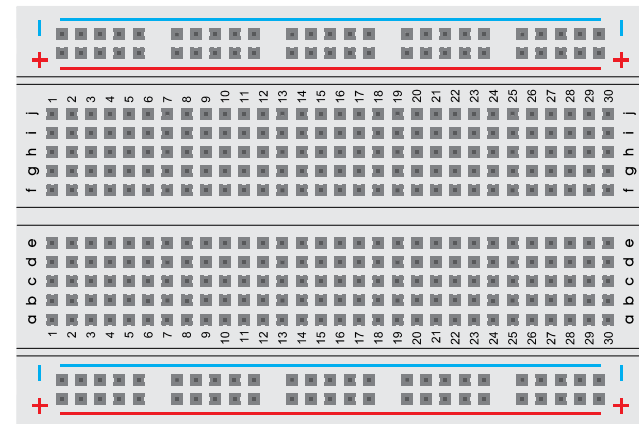 − −
+ +
1 2 3 4 5 6 7 8 9 10 11 12 13 14 15 16 17 18 19 20 21 22 23 24 25 26 27 28 29 30
j j
i i
h h
g g
f f
e e
d d
c c
b b
a a
1 2 3 4 5 6 7 8 9 10 11 12 13 14 15 16 17 18 19 20 21 22 23 24 25 26 27 28 29 30
− −
+ +